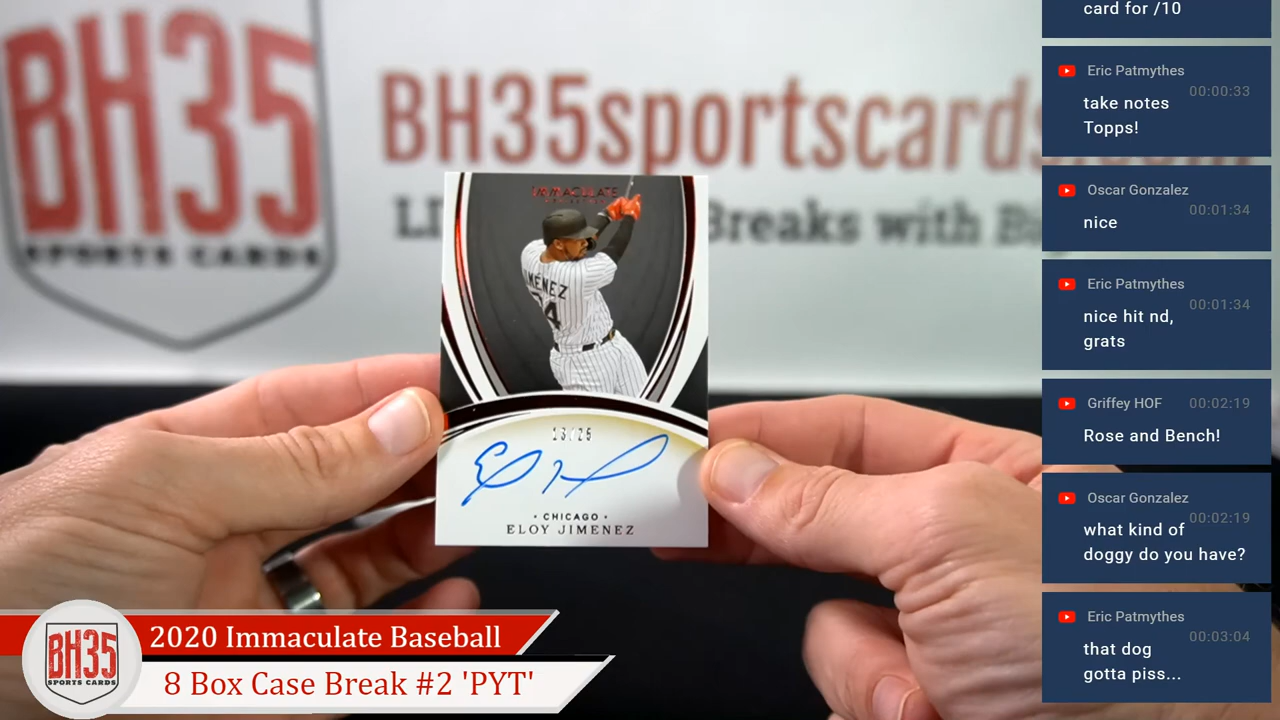 BH35
SPORTS CARDS
BH35sportscards.com
Breaks with
IMMACULATE
JIMENEZ
13/25
• CHICAGO •
ELOY JIMENEZ
BH35
SPORTS CARDS
2020 Immaculate Baseball
8 Box Case Break #2 'PYT'
card for /10
Eric Patmythes
00:00:33
take notes
Topps!
Oscar Gonzalez
00:01:34
nice
Eric Patmythes
00:01:34
nice hit nd,
grats
Griffey HOF
00:02:19
Rose and Bench!
Oscar Gonzalez
00:02:19
what kind of
doggy do you have?
Eric Patmythes
00:03:04
that dog
gotta piss...